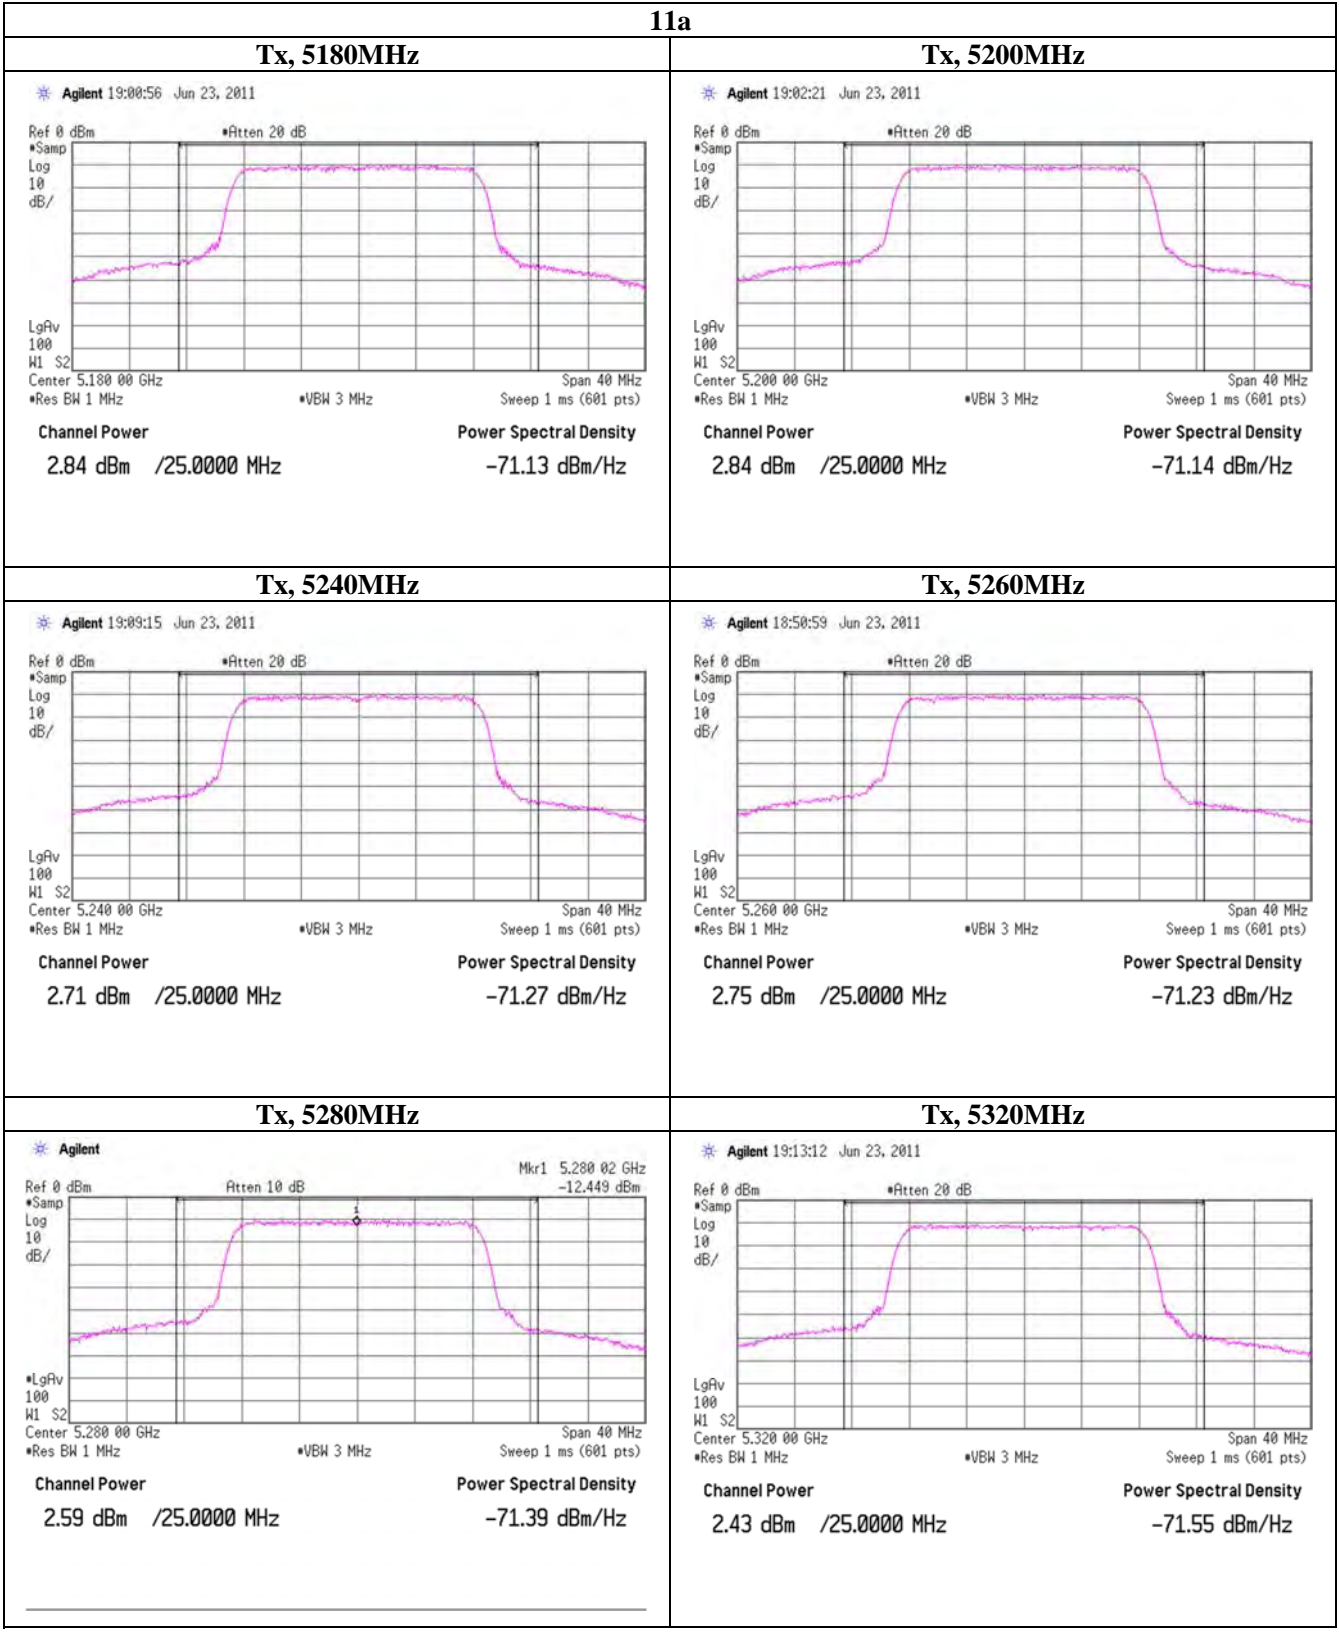 11a
Tx, 5180MHz
Tx, 5200MHz
Agilent 19:00:56 Jun 23, 2011
Ref 0 dBm *Atten 20 dB
*Samp
Log
10
dB/
LgAv
100
W1 S2
Center 5.180 00 GHz Span 40 MHz
*Res BW 1 MHz *VBW 3 MHz Sweep 1 ms (601 pts)
Channel Power Power Spectral Density
2.84 dBm /25.0000 MHz -71.13 dBm/Hz
Agilent 19:02:21 Jun 23, 2011
Ref 0 dBm *Atten 20 dB
*Samp
Log
10
dB/
LgAv
100
W1 S2
Center 5.200 00 GHz Span 40 MHz
*Res BW 1 MHz *VBW 3 MHz Sweep 1 ms (601 pts)
Channel Power Power Spectral Density
2.84 dBm /25.0000 MHz -71.14 dBm/Hz
Tx, 5240MHz
Tx, 5260MHz
Agilent 19:09:15 Jun 23, 2011
Ref 0 dBm *Atten 20 dB
*Samp
Log
10
dB/
LgAv
100
W1 S2
Center 5.240 00 GHz Span 40 MHz
*Res BW 1 MHz *VBW 3 MHz Sweep 1 ms (601 pts)
Channel Power Power Spectral Density
2.71 dBm /25.0000 MHz -71.27 dBm/Hz
Agilent 18:50:59 Jun 23, 2011
Ref 0 dBm *Atten 20 dB
*Samp
Log
10
dB/
LgAv
100
W1 S2
Center 5.260 00 GHz Span 40 MHz
*Res BW 1 MHz *VBW 3 MHz Sweep 1 ms (601 pts)
Channel Power Power Spectral Density
2.75 dBm /25.0000 MHz -71.23 dBm/Hz
Tx, 5280MHz
Tx, 5320MHz
Agilent
Mkr1 5.280 02 GHz
Ref 0 dBm Atten 10 dB -12.449 dBm
*Samp
Log
10
dB/
1
*LgAv
100
W1 S2
Center 5.280 00 GHz Span 40 MHz
*Res BW 1 MHz *VBW 3 MHz Sweep 1 ms (601 pts)
Channel Power Power Spectral Density
2.59 dBm /25.0000 MHz -71.39 dBm/Hz
Agilent 19:13:12 Jun 23, 2011
Ref 0 dBm *Atten 20 dB
*Samp
Log
10
dB/
LgAv
100
W1 S2
Center 5.320 00 GHz Span 40 MHz
*Res BW 1 MHz *VBW 3 MHz Sweep 1 ms (601 pts)
Channel Power Power Spectral Density
2.43 dBm /25.0000 MHz -71.55 dBm/Hz